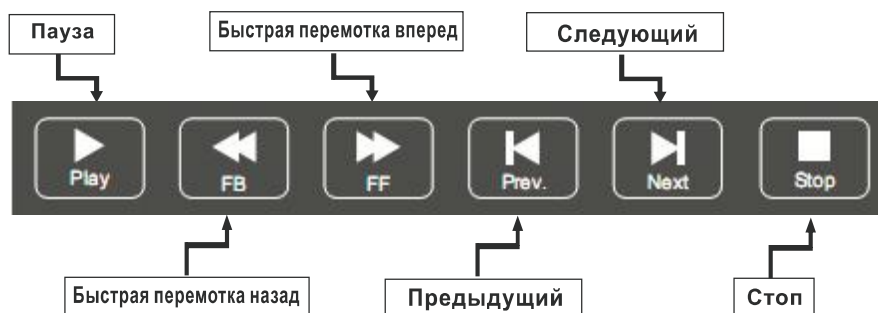 Пауза
Быстрая перемотка вперед
Следующий
Play
FB
FF
Prev.
Next
Stop
Быстрая перемотка назад
Предыдущий
Стоп